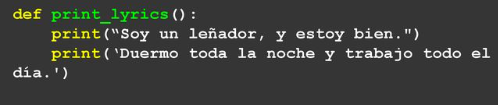 def print_lyrics():
    print(“Soy un leñador, y estoy bien.")
    print(‘Duermo toda la noche y trabajo todo el
día.')